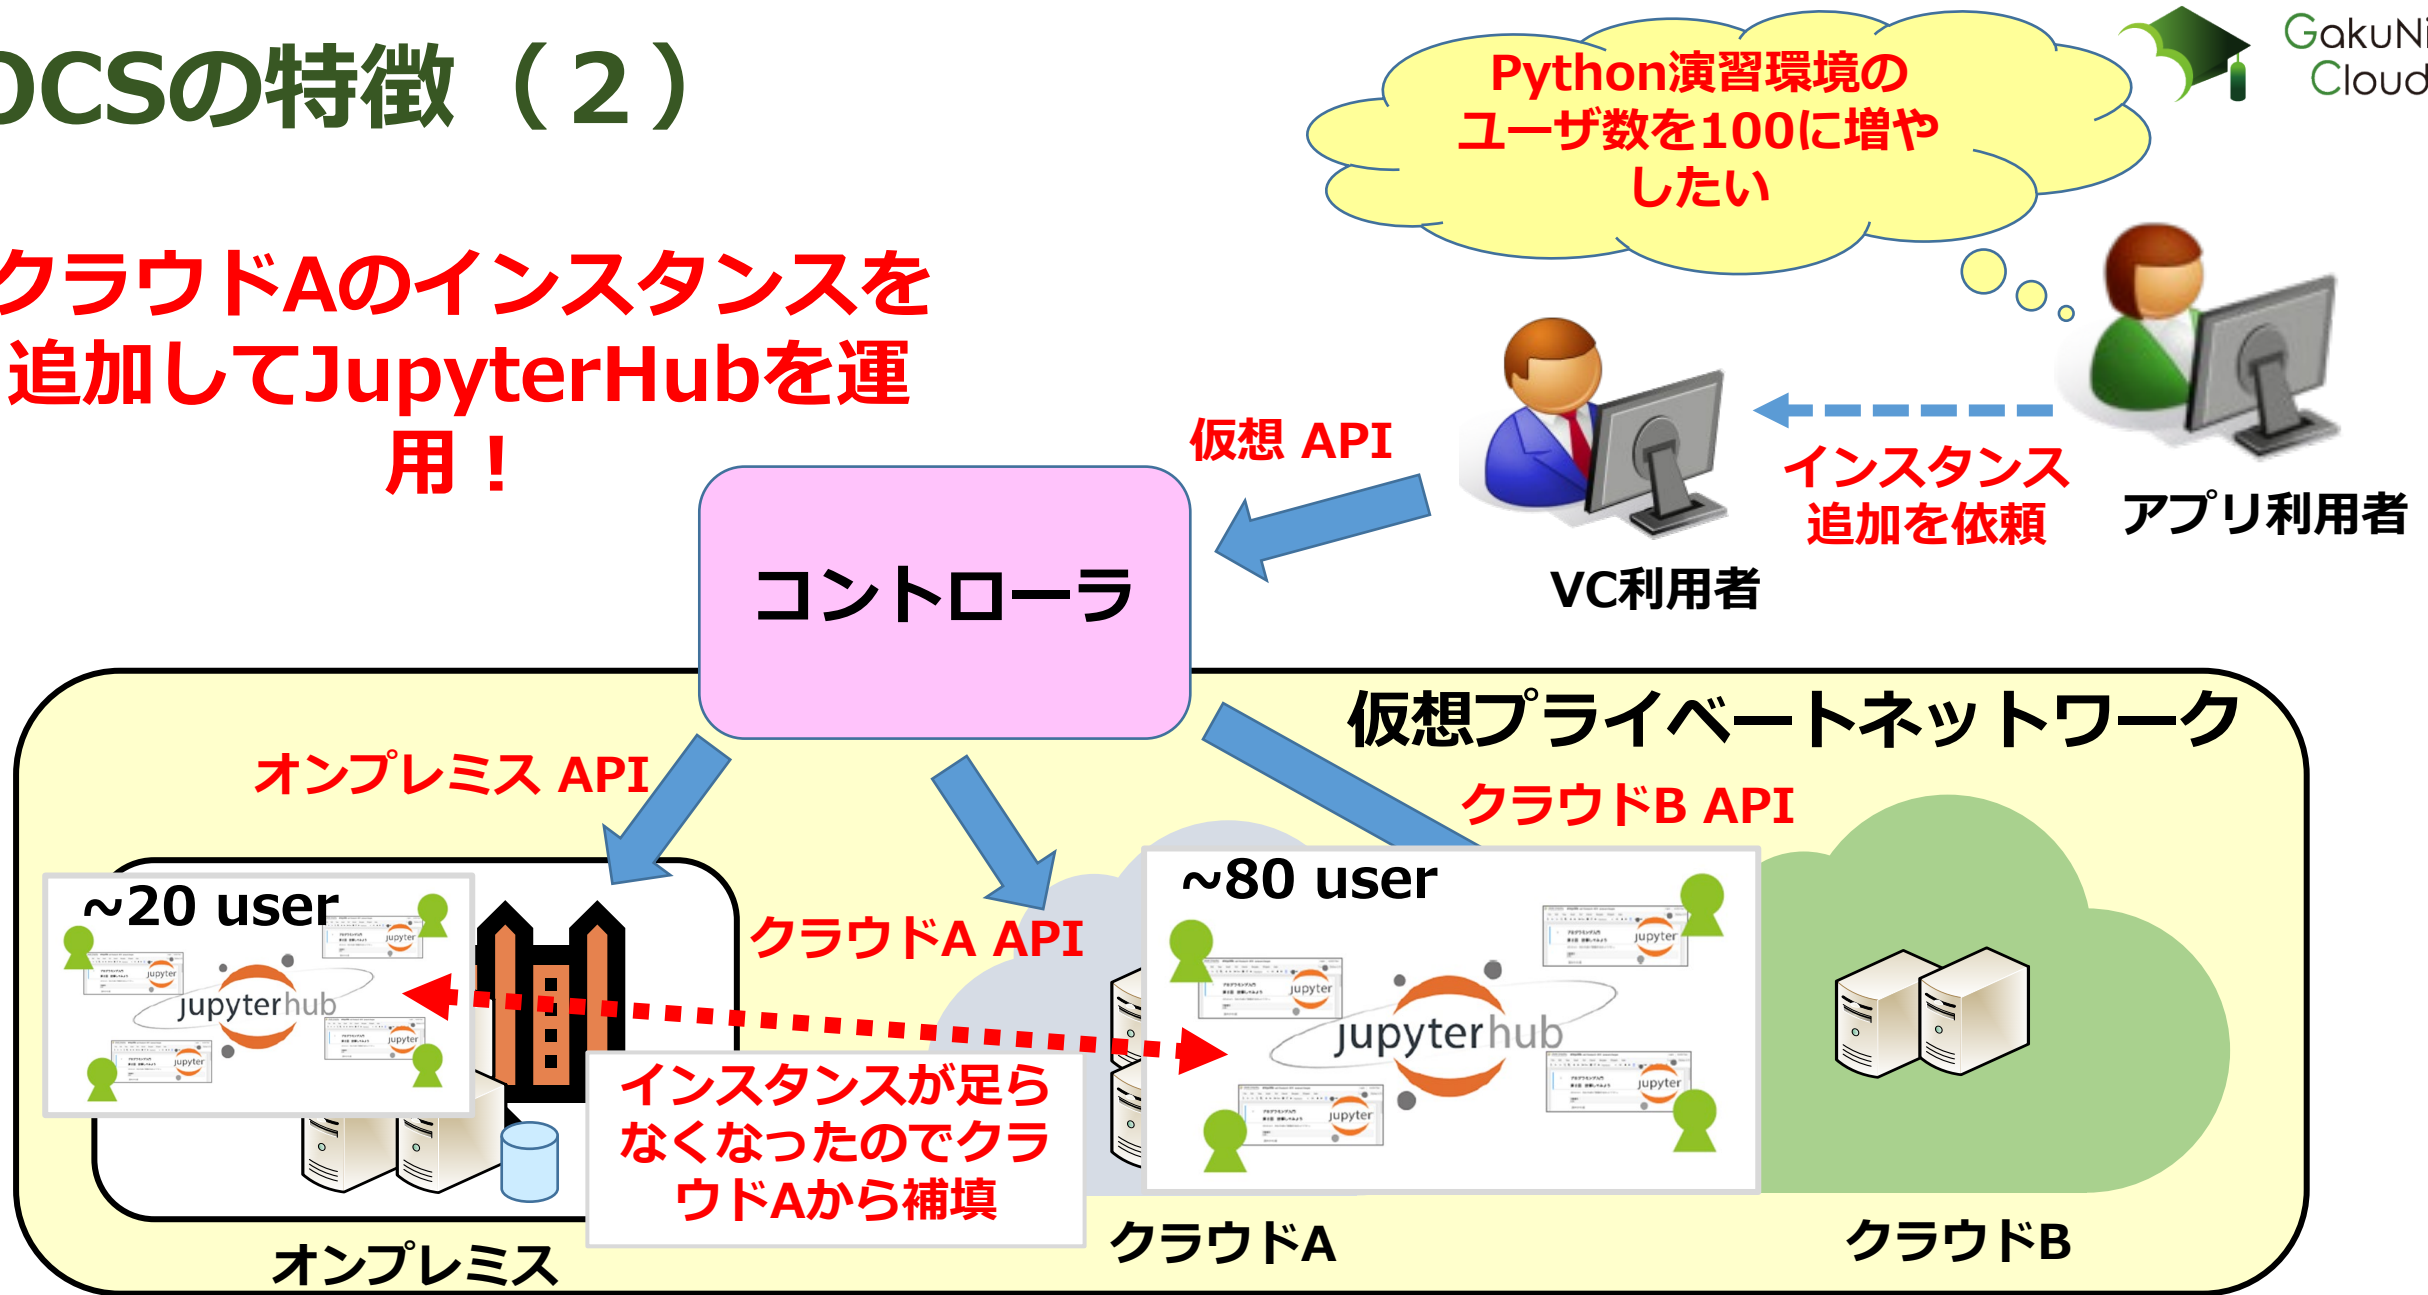 OCSの特徴（２）
GakuNi
Cloud
Python演習環境の
ユーザ数を100に増や
したい
クラウドAのインスタンスを
追加してJupyterHubを運
用！
仮想 API
インスタンス
追加を依頼
アプリ利用者
VC利用者
コントローラ
仮想プライベートネットワーク
オンプレミス API
クラウドB API
クラウドA API
~20 user
jupyter
jupyter
jupyterhub
jupyter
jupyter
~80 user
jupyter
jupyter
jupyterhub
jupyter
jupyter
インスタンスが足ら
なくなったのでクラ
ウドAから補填
オンプレミス
クラウドA
クラウドB